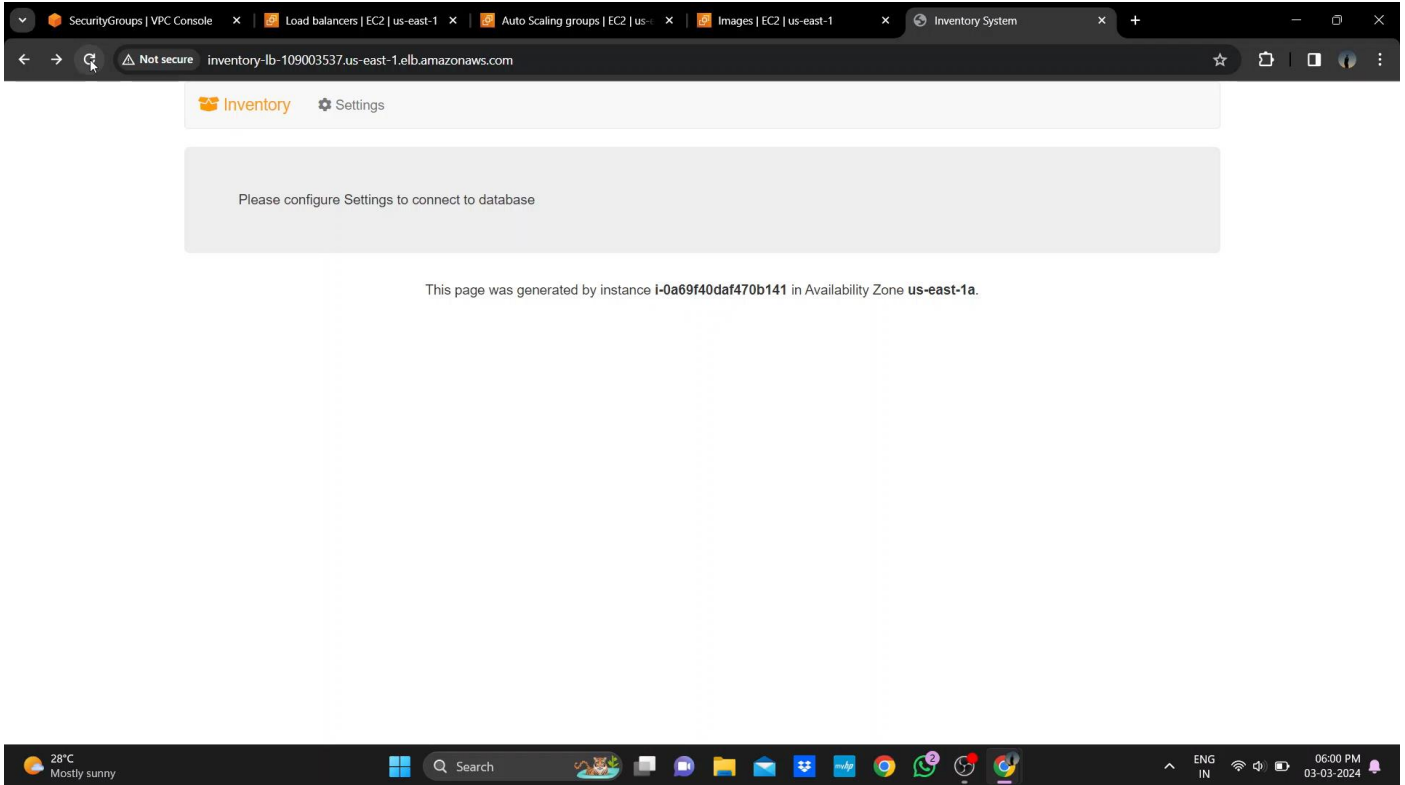 SecurityGroups | VPC Console
Load balancers | EC2 | us-east-1
Auto Scaling groups | EC2 | us-e
Images | EC2 | us-east-1
Inventory System
Not secure
inventory-lb-109003537.us-east-1.elb.amazonaws.com
Inventory
Settings
Please configure Settings to connect to database
This page was generated by instance i-0a69f40daf470b141 in Availability Zone us-east-1a.
28°C
Mostly sunny
Search
myhp
2
ENG
IN
06:00 PM
03-03-2024